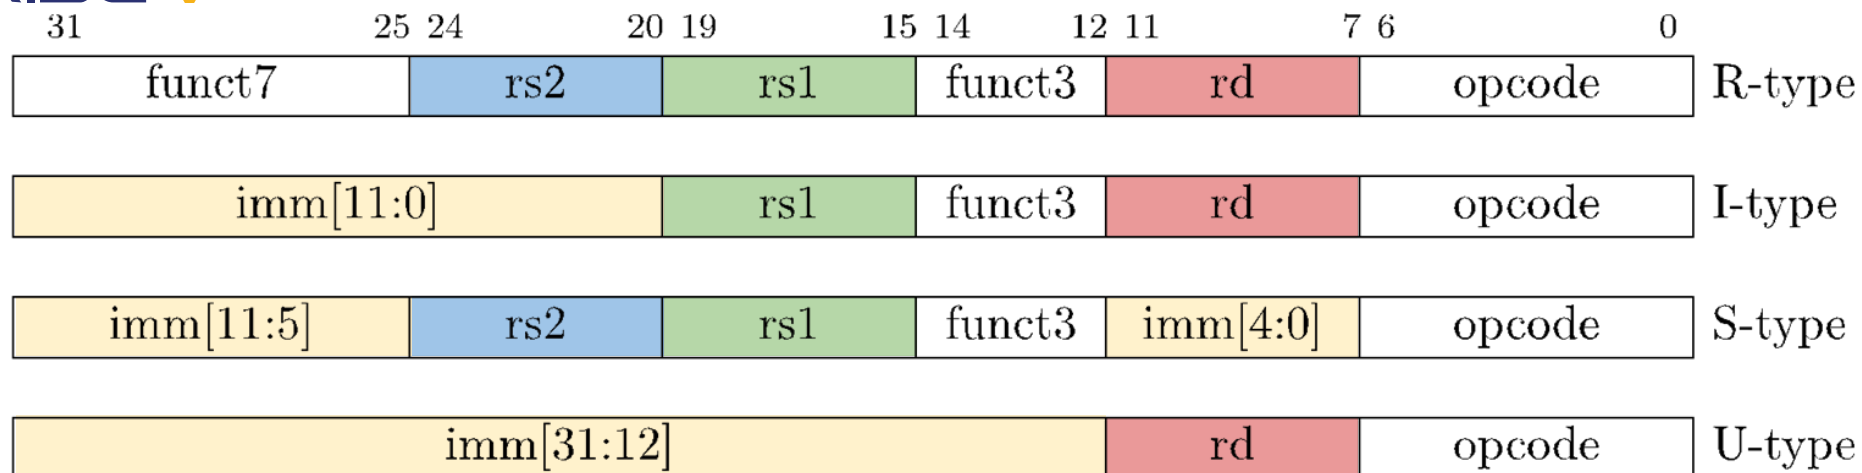 31 25 24 20 19 15 14 12 11 7 6 0
funct7 rs2 rs1 funct3 rd opcode R-type
imm[11:0] rs1 funct3 rd opcode I-type
imm[11:5] rs2 rs1 funct3 imm[4:0] opcode S-type
imm[31:12] rd opcode U-type